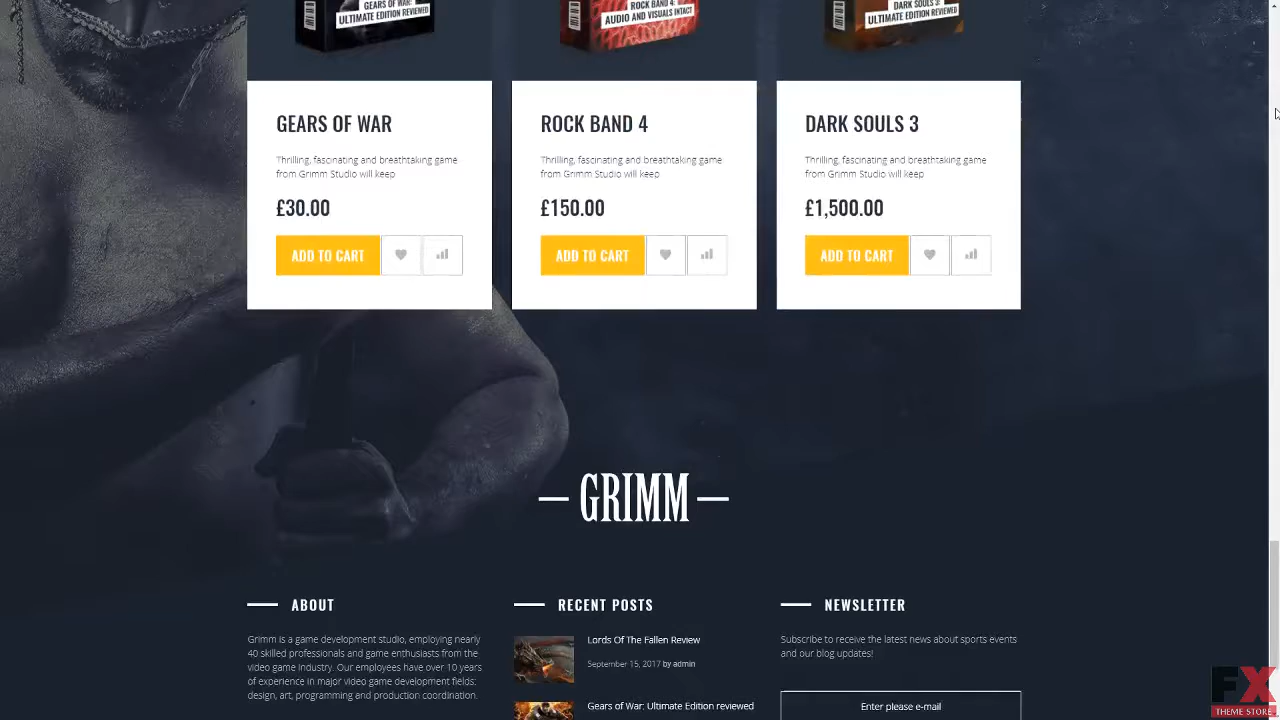 GEARS OF WAR:
ULTIMATE EDITION REVIEWED
ROCK BAND 4:
AUDIO AND VISUALS INTACT
DARK SOULS 3:
ULTIMATE EDITION REVIEWED
GEARS OF WAR
Thrilling, fascinating and breathtaking game
from Grimm Studio will keep
£30.00
ADD TO CART
ROCK BAND 4
Thrilling, fascinating and breathtaking game
from Grimm Studio will keep
£150.00
ADD TO CART
DARK SOULS 3
Thrilling, fascinating and breathtaking game
from Grimm Studio will keep
£1,500.00
ADD TO CART
GRIMM
ABOUT
Grimm is a game development studio, employing nearly
40 skilled professionals and game enthusiasts from the
video game industry. Our employees have over 10 years
of experience in major video game development fields:
design, art, programming and production coordination.
RECENT POSTS
Lords Of The Fallen Review
September 15, 2017 by admin
Gears of War: Ultimate Edition reviewed
NEWSLETTER
Subscribe to receive the latest news about sports events
and our blog updates!
Enter please e-mail
FX
THEME STORE